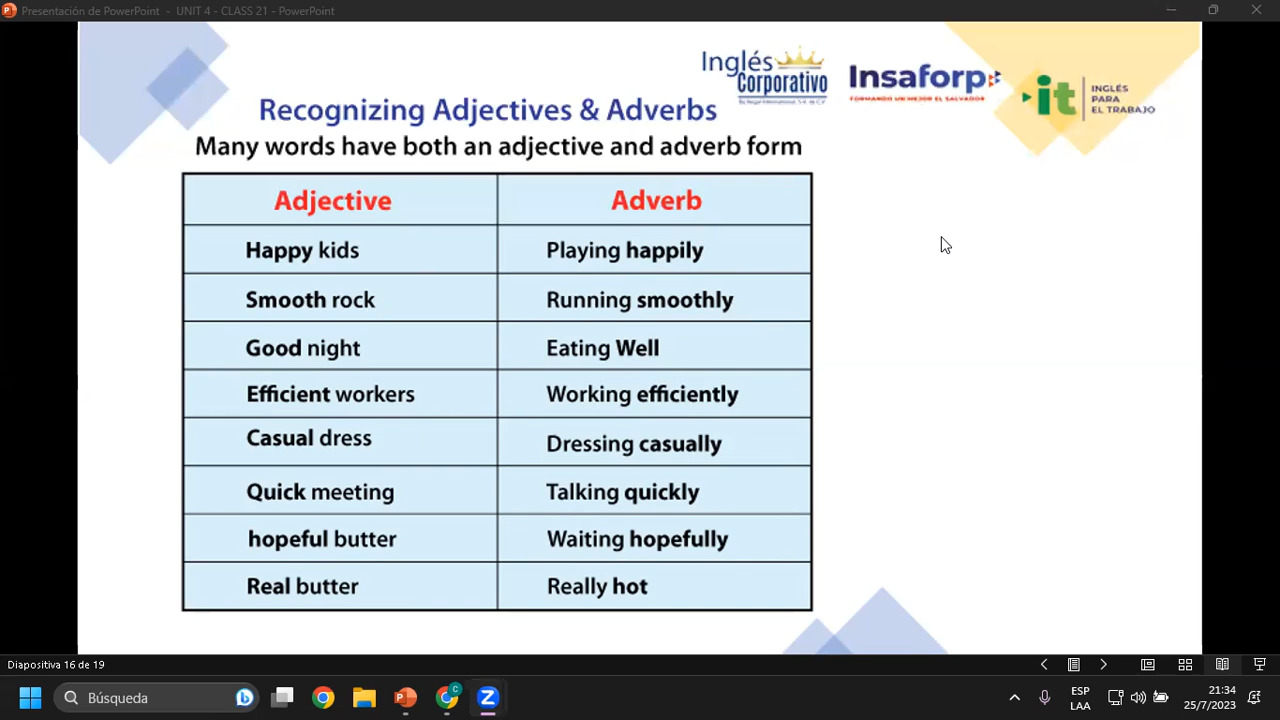 Presentación de PowerPoint - UNIT 4 - CLASS 21 - PowerPoint
Inglés Corporativo
Insaforp
FORMANDO UN MEJOR EL SALVADOR
it INGLÉS PARA EL TRABAJO
Recognizing Adjectives & Adverbs
Many words have both an adjective and adverb form
Adjective Adverb
Happy kids Playing happily
Smooth rock Running smoothly
Good night Eating Well
Efficient workers Working efficiently
Casual dress Dressing casually
Quick meeting Talking quickly
hopeful butter Waiting hopefully
Real butter Really hot
Diapositiva 16 de 19
Búsqueda
ESP
LAA
21:34
25/7/2023